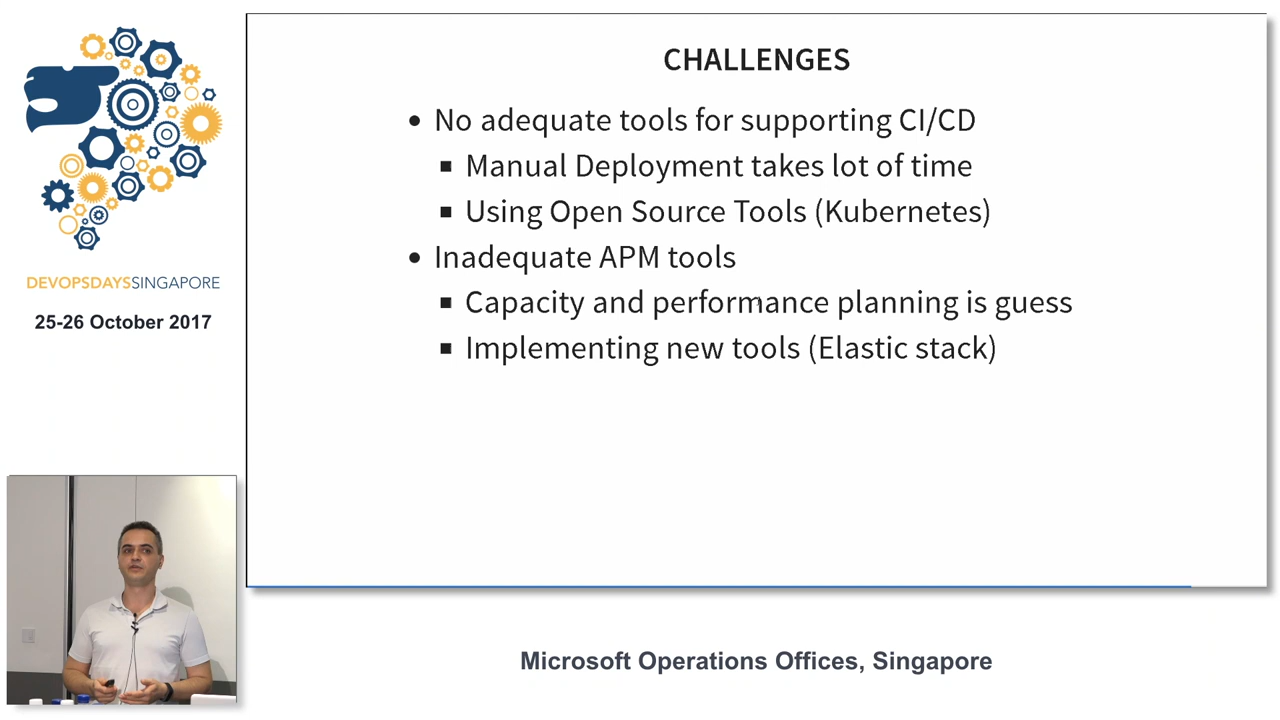 DEVOPSDAYSSINGAPORE
25-26 October 2017
CHALLENGES
• No adequate tools for supporting CI/CD
▪ Manual Deployment takes lot of time
▪ Using Open Source Tools (Kubernetes)
• Inadequate APM tools
▪ Capacity and performance planning is guess
▪ Implementing new tools (Elastic stack)
Microsoft Operations Offices, Singapore